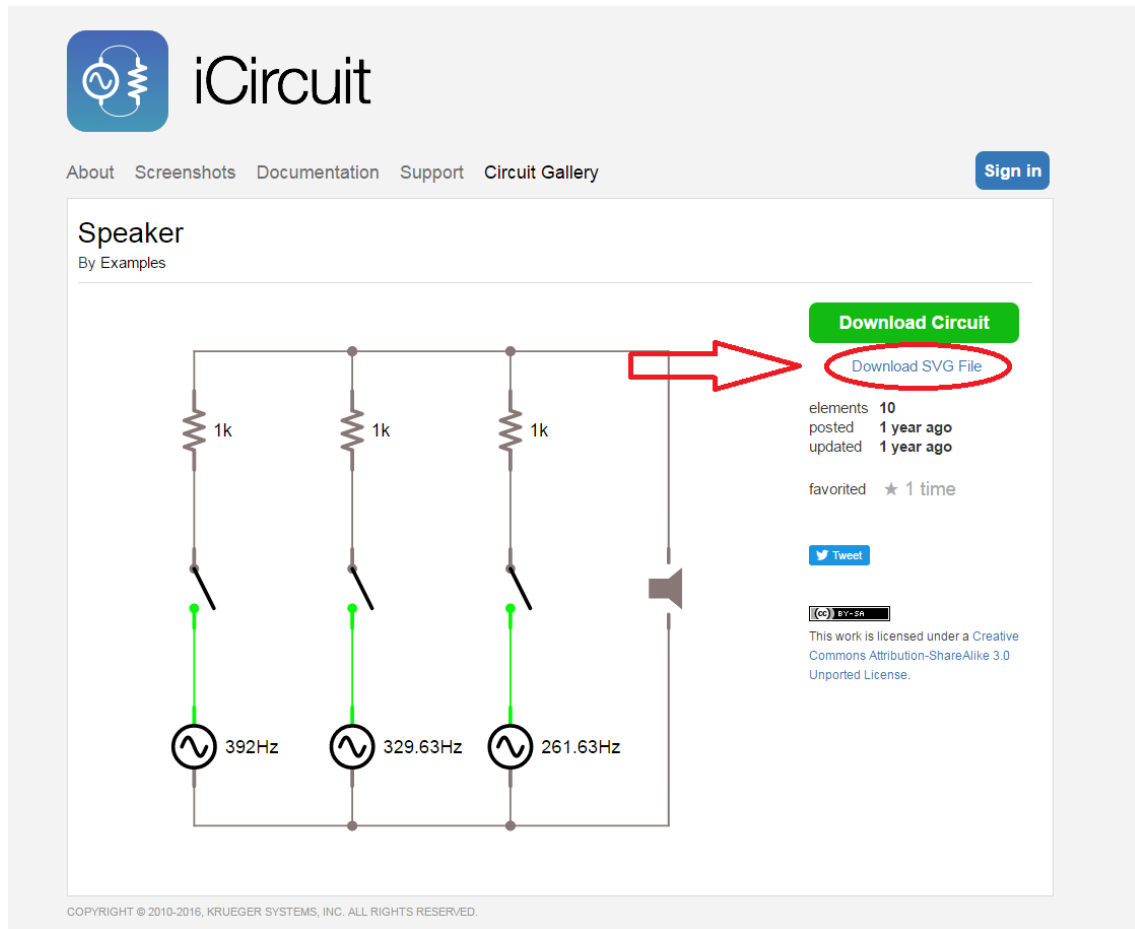 iCircuit
About Screenshots Documentation Support Circuit Gallery Sign in
Speaker
By Examples
Download Circuit
Download SVG File
elements 10
posted 1 year ago
updated 1 year ago
favorited ★ 1 time
Tweet
1k 1k 1k
392Hz 329.63Hz 261.63Hz
(cc) BY-SA
This work is licensed under a Creative
Commons Attribution-ShareAlike 3.0
Unported License.
COPYRIGHT © 2010-2016, KRUEGER SYSTEMS, INC. ALL RIGHTS RESERVED.